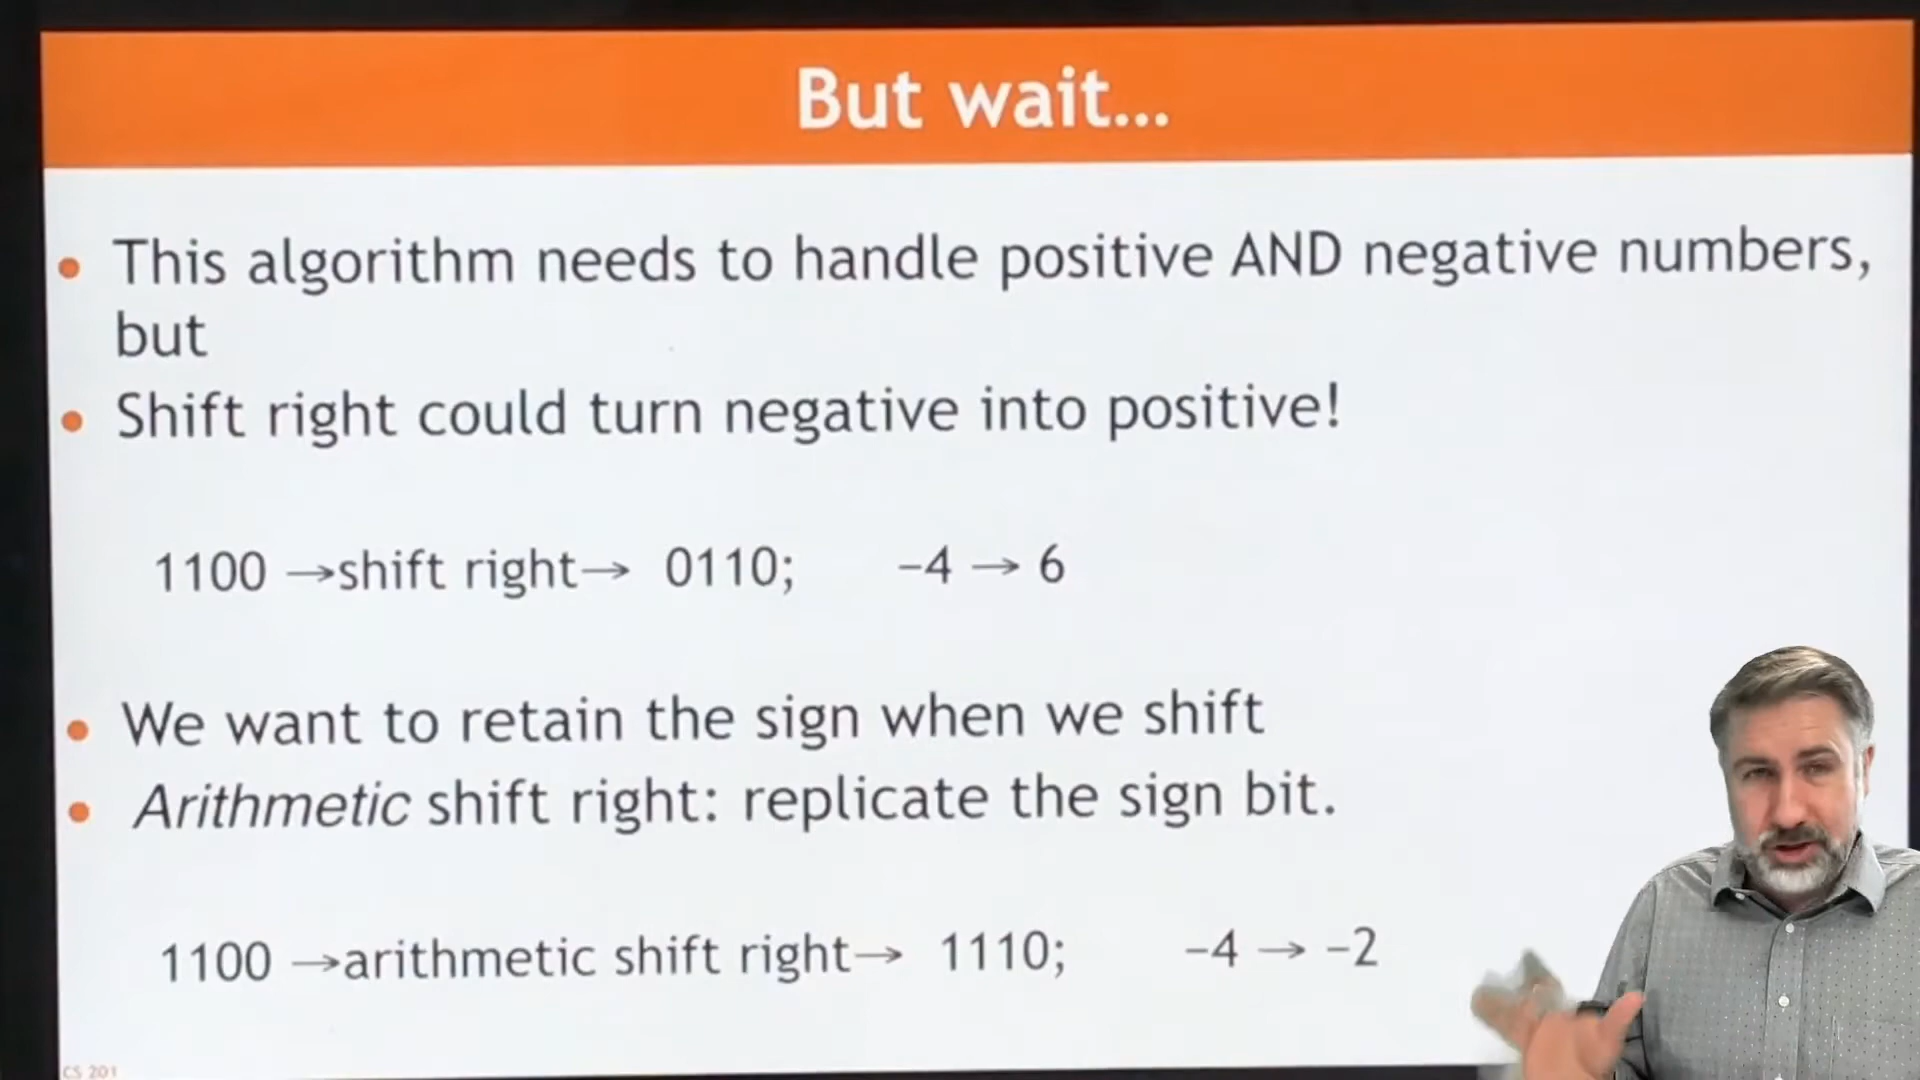 But wait...
• This algorithm needs to handle positive AND negative numbers,
but
• Shift right could turn negative into positive!
1100 →shift right→ 0110; −4 → 6
• We want to retain the sign when we shift
• Arithmetic shift right: replicate the sign bit.
1100 →arithmetic shift right→ 1110; −4 → −2
CS 201